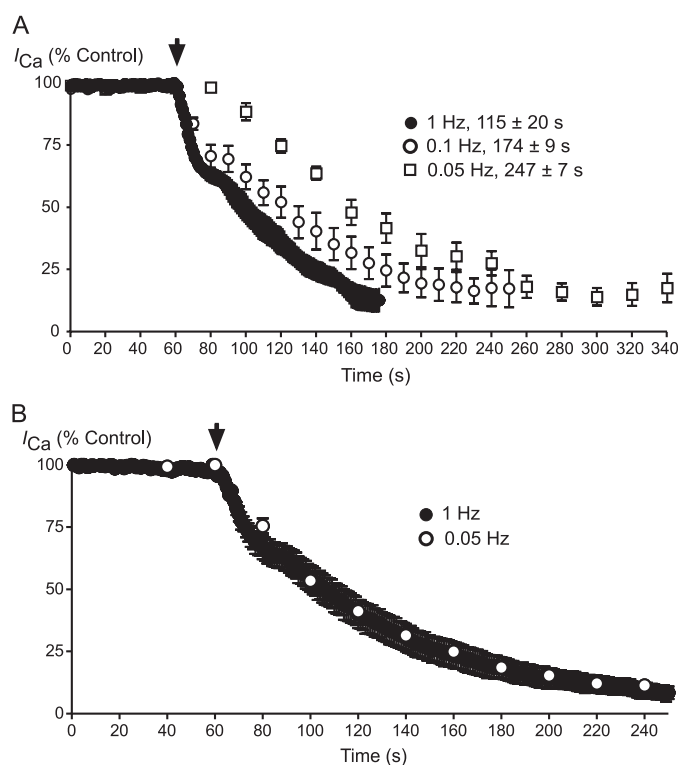 A
ICa (% Control)
100
75
50
25
0
1 Hz, 115 ± 20 s
0.1 Hz, 174 ± 9 s
0.05 Hz, 247 ± 7 s
0 20 40 60 80 100 120 140 160 180 200 220 240 260 280 300 320 340
Time (s)
B
ICa (% Control)
100
75
50
25
0
1 Hz
0.05 Hz
0 20 40 60 80 100 120 140 160 180 200 220 240
Time (s)